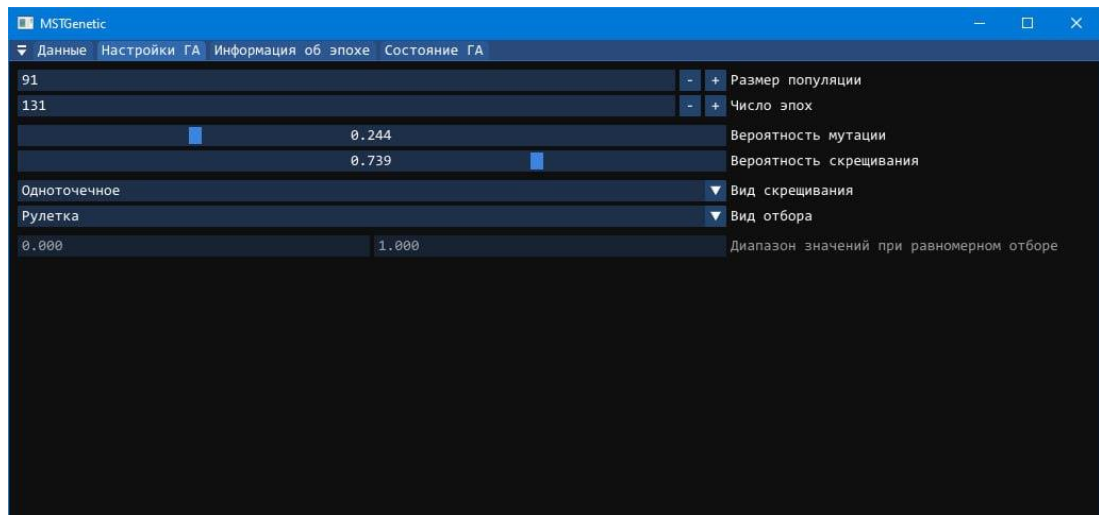 MSTGenetic
Данные Настройки ГА Информация об эпохе Состояние ГА
91 - + Размер популяции
131 - + Число эпох
0.244 Вероятность мутации
0.739 Вероятность скрещивания
Одноточечное Вид скрещивания
Рулетка Вид отбора
0.000 1.000 Диапазон значений при равномерном отборе